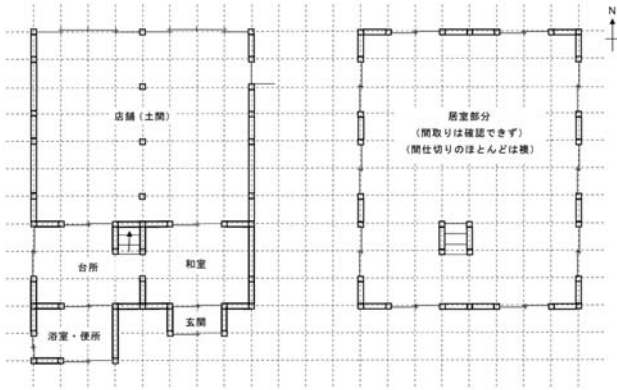 N
店舗（土間）
居室部分
（間取りは確認できず）
（間仕切りのほとんどは襖）
台所
和室
玄関
浴室・便所